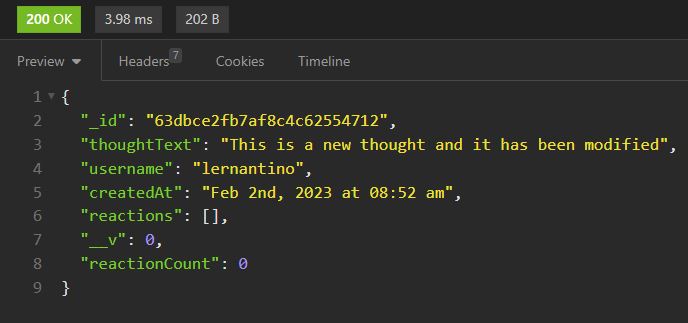 200 OK 3.98 ms 202 B
Preview Headers 7 Cookies Timeline
1 {
2 "_id": "63dbce2fb7af8c4c62554712",
3 "thoughtText": "This is a new thought and it has been modified",
4 "username": "lernantino",
5 "createdAt": "Feb 2nd, 2023 at 08:52 am",
6 "reactions": [],
7 "__v": 0,
8 "reactionCount": 0
9 }